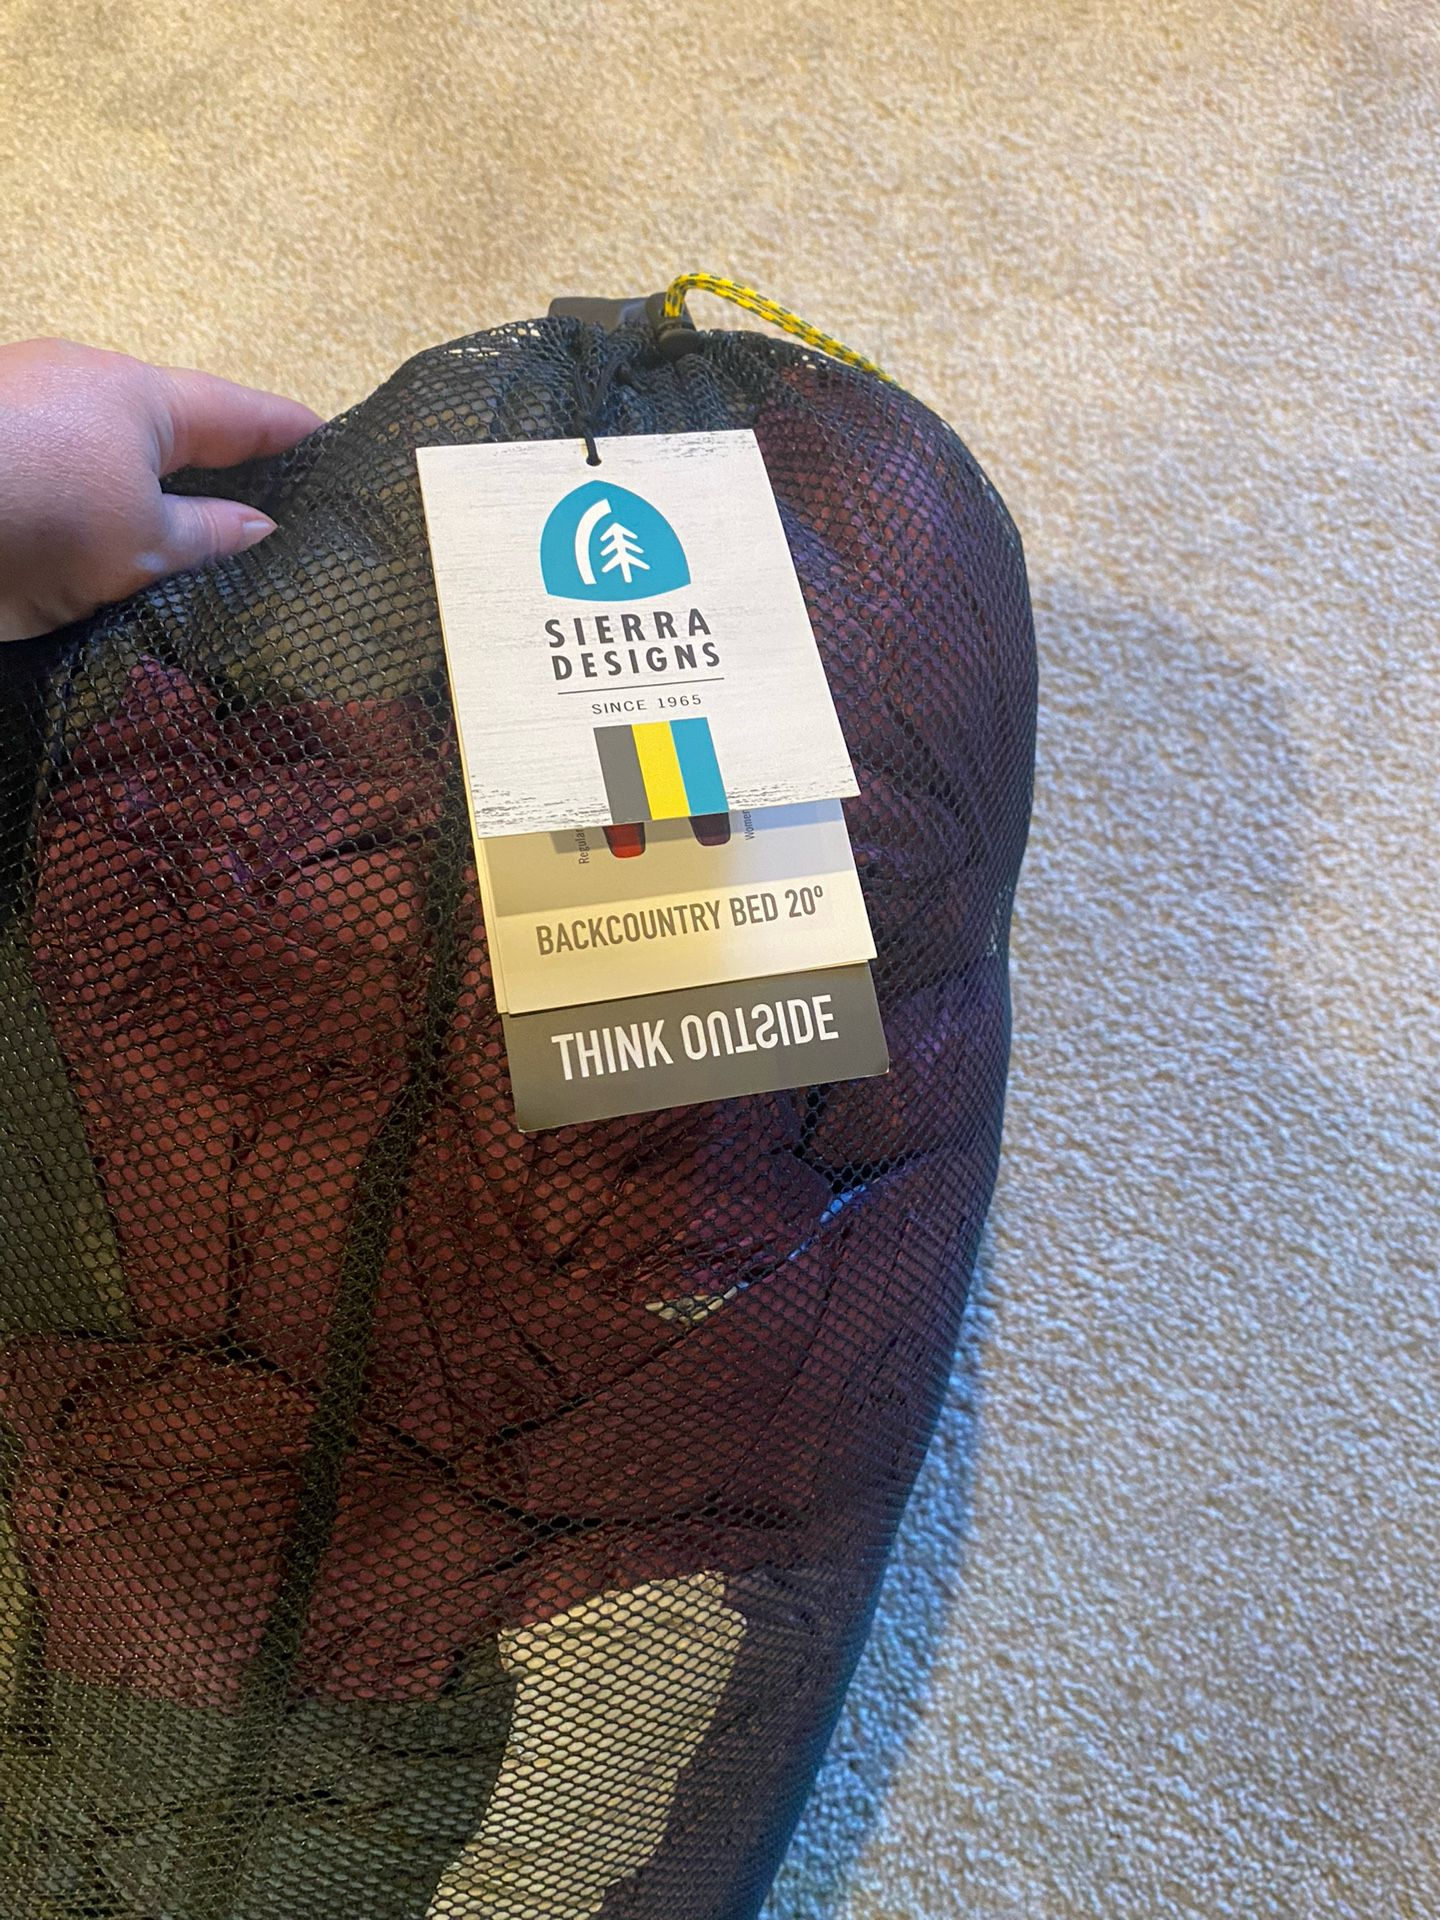 SIERRA
DESIGNS
SINCE 1965
Regular
Women
BACKCOUNTRY BED 20°
THINK OUTSIDE